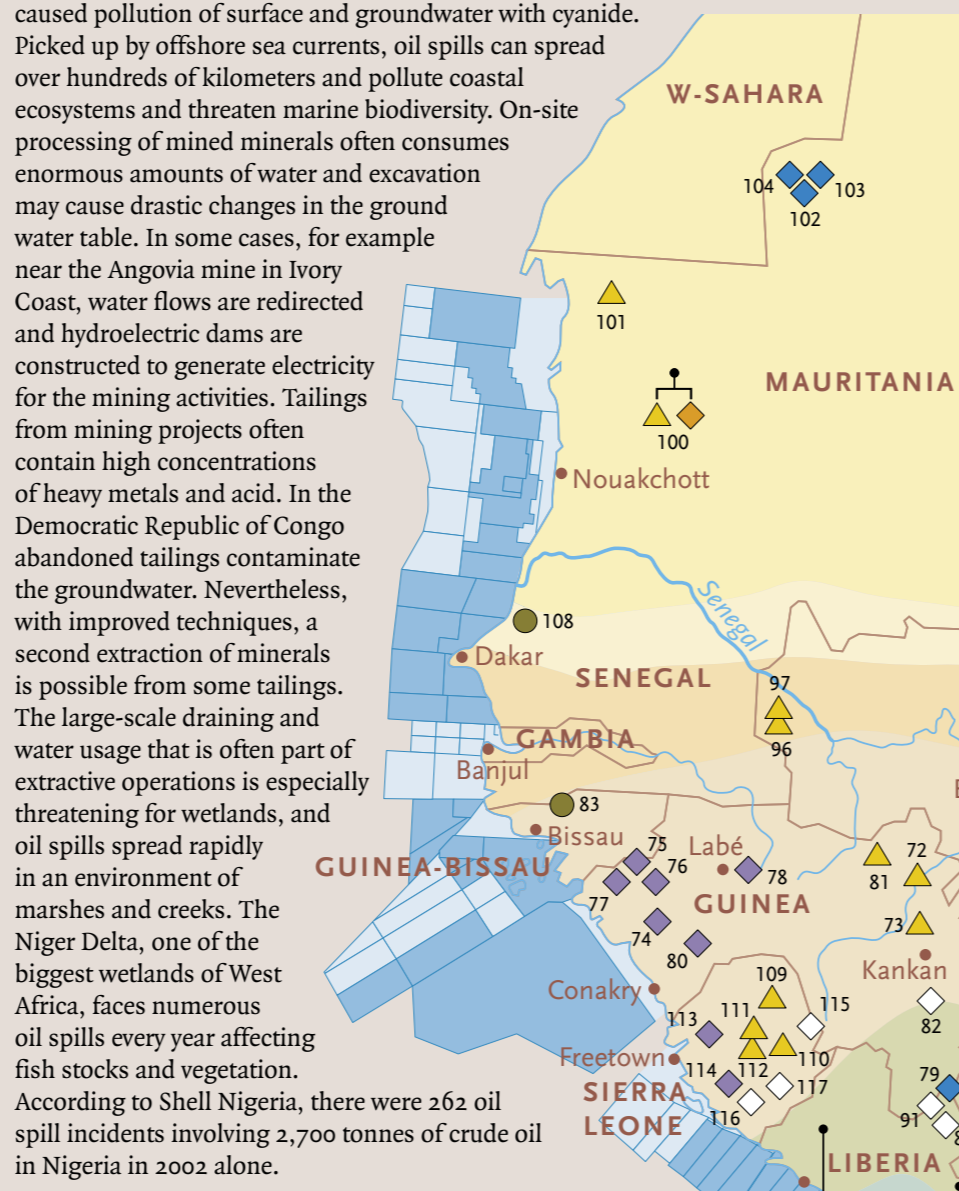 caused pollution of surface and groundwater with cyanide.
Picked up by offshore sea currents, oil spills can spread
over hundreds of kilometers and pollute coastal
ecosystems and threaten marine biodiversity. On-site
processing of mined minerals often consumes
enormous amounts of water and excavation
may cause drastic changes in the ground
water table. In some cases, for example
near the Angovia mine in Ivory
Coast, water flows are redirected
and hydroelectric dams are
constructed to generate electricity
for the mining activities. Tailings
from mining projects often
contain high concentrations
of heavy metals and acid. In the
Democratic Republic of Congo
abandoned tailings contaminate
the groundwater. Nevertheless,
with improved techniques, a
second extraction of minerals
is possible from some tailings.
The large-scale draining and
water usage that is often part of
extractive operations is especially
threatening for wetlands, and
oil spills spread rapidly
in an environment of
marshes and creeks. The
Niger Delta, one of the
biggest wetlands of West
Africa, faces numerous
oil spills every year affecting
fish stocks and vegetation.
According to Shell Nigeria, there were 262 oil
spill incidents involving 2,700 tonnes of crude oil
in Nigeria in 2002 alone.
W-SAHARA
104
103
102
101
MAURITANIA
100
Nouakchott
Senegal
108
Dakar
SENEGAL
97
96
GAMBIA
Banjul
83
Bissau
GUINEA-BISSAU
75
76
77
Labé
78
72
81
GUINEA
74
80
73
Kankan
Conakry
109
111
115
113
82
110
112
Freetown
114
117
116
SIERRA
LEONE
79
91
LIBERIA